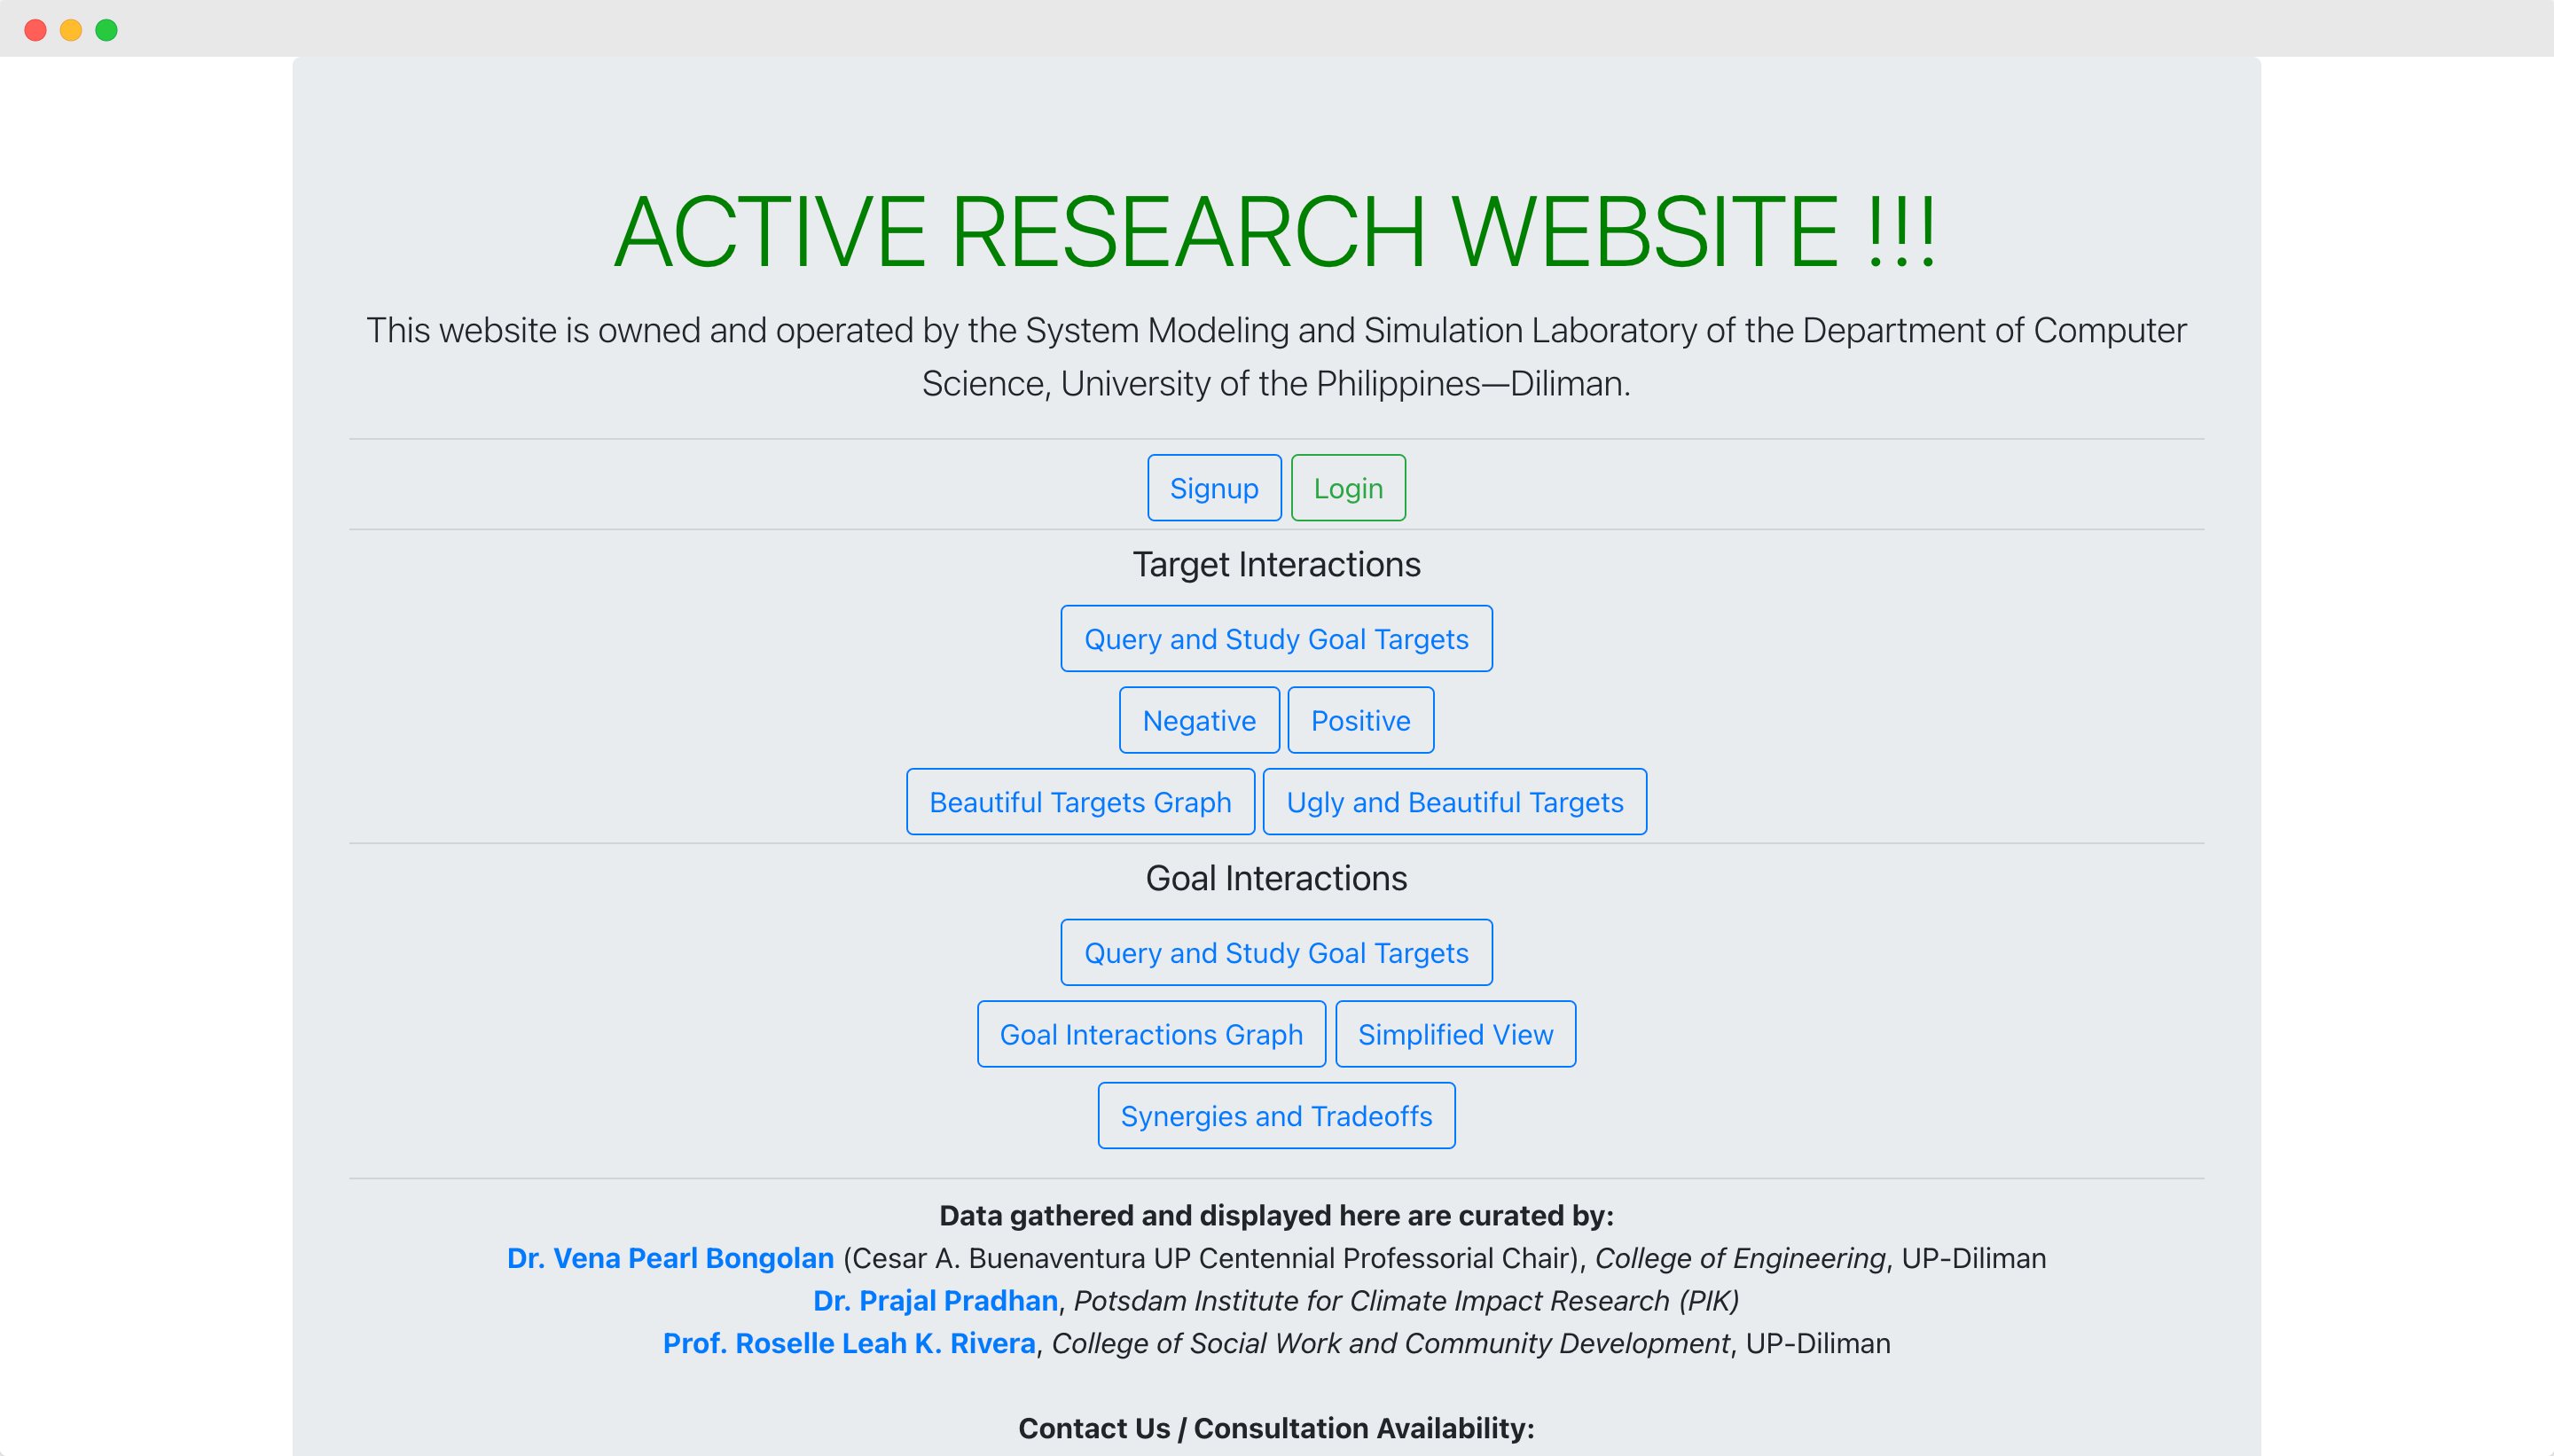 ACTIVE RESEARCH WEBSITE !!!
This website is owned and operated by the System Modeling and Simulation Laboratory of the Department of Computer
Science, University of the Philippines—Diliman.
Signup Login
Target Interactions
Query and Study Goal Targets
Negative Positive
Beautiful Targets Graph Ugly and Beautiful Targets
Goal Interactions
Query and Study Goal Targets
Goal Interactions Graph Simplified View
Synergies and Tradeoffs
Data gathered and displayed here are curated by:
Dr. Vena Pearl Bongolan (Cesar A. Buenaventura UP Centennial Professorial Chair), College of Engineering, UP-Diliman
Dr. Prajal Pradhan, Potsdam Institute for Climate Impact Research (PIK)
Prof. Roselle Leah K. Rivera, College of Social Work and Community Development, UP-Diliman
Contact Us / Consultation Availability: